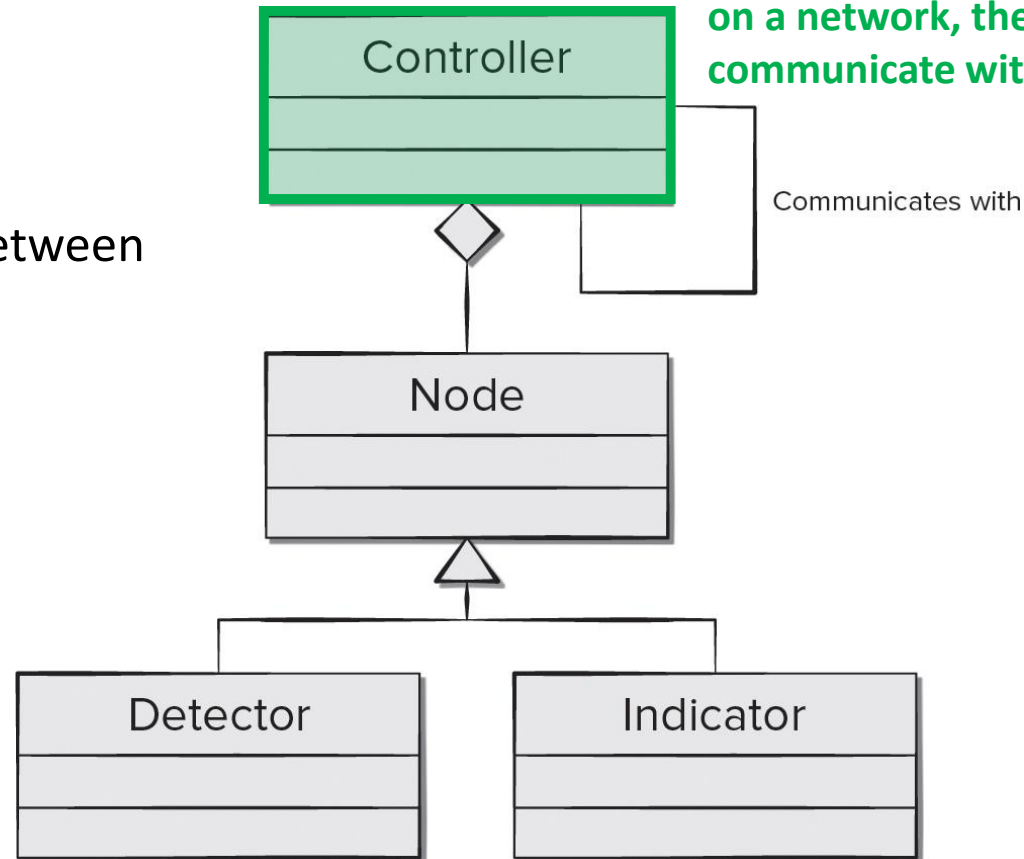 on a network, the
communicate wit
Controller
Communicates with
etween
Node
Detector
Indicator